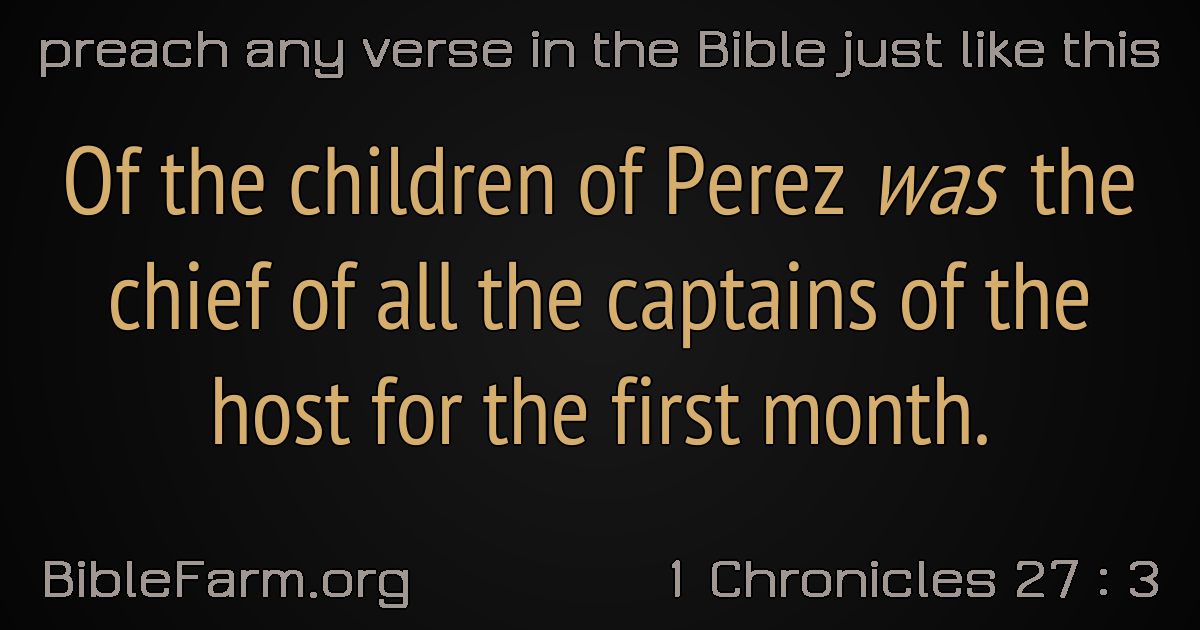 preach any verse in the Bible just like this
Of the children of Perez was the
chief of all the captains of the
host for the first month.
BibleFarm.org
1 Chronicles 27 : 3